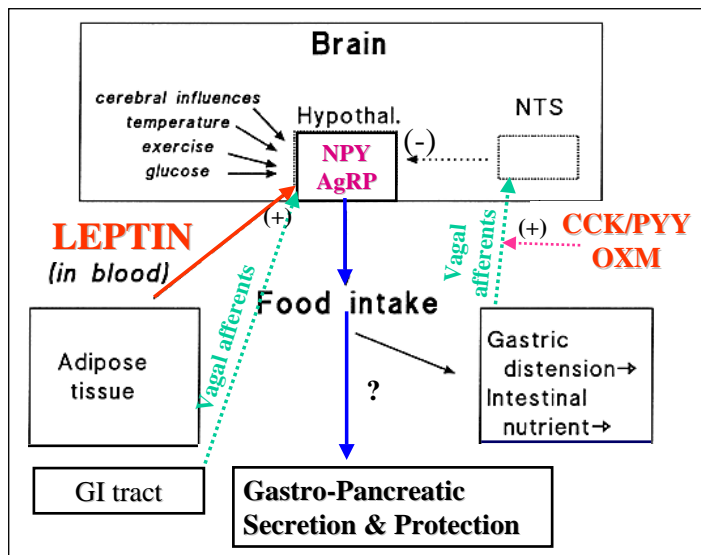 Brain
cerebral influences
temperature
exercise
glucose
Hypothal.
NPY
AgRP
(-)
NTS
LEPTIN
(in blood)
(+)
Vagal afferents
Vagal
afferents
(+)
CCK/PYY
OXM
Food intake
Adipose
tissue
?
Gastric
distension→
Intestinal
nutrient→
GI tract
Gastro-Pancreatic
Secretion & Protection